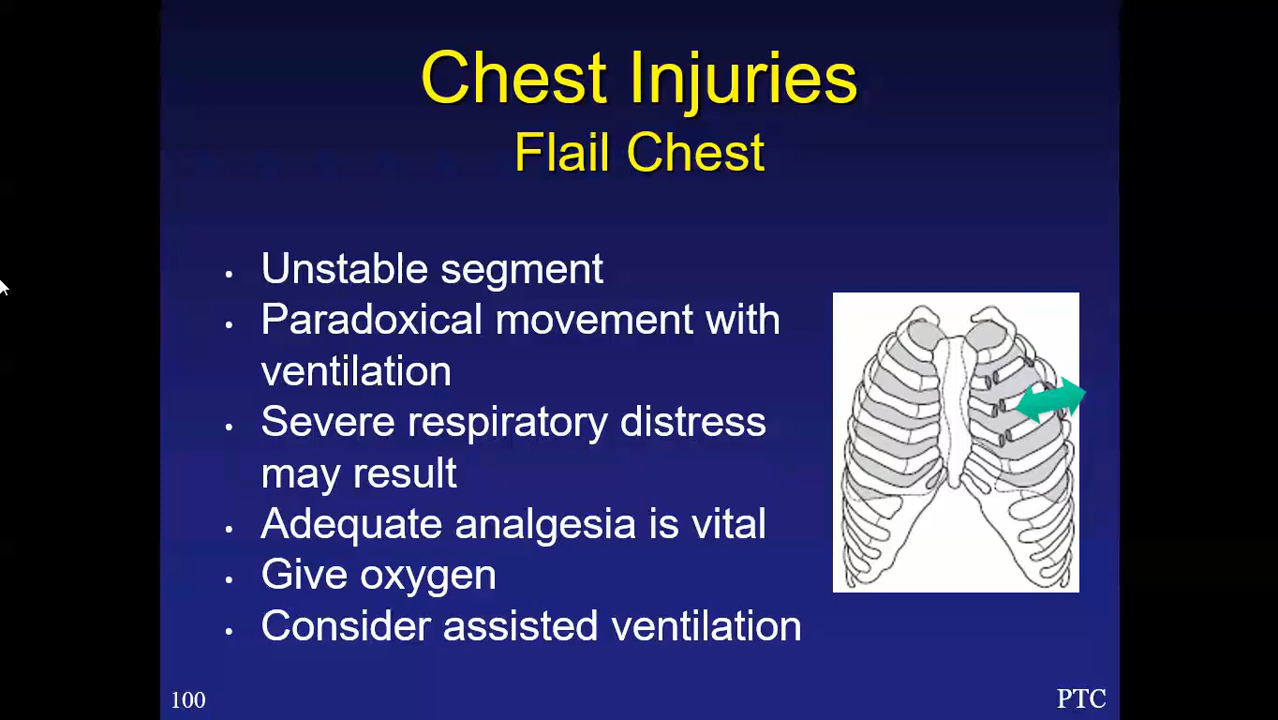 Chest Injuries
Flail Chest
• Unstable segment
• Paradoxical movement with
ventilation
• Severe respiratory distress
may result
• Adequate analgesia is vital
• Give oxygen
• Consider assisted ventilation
100
PTC